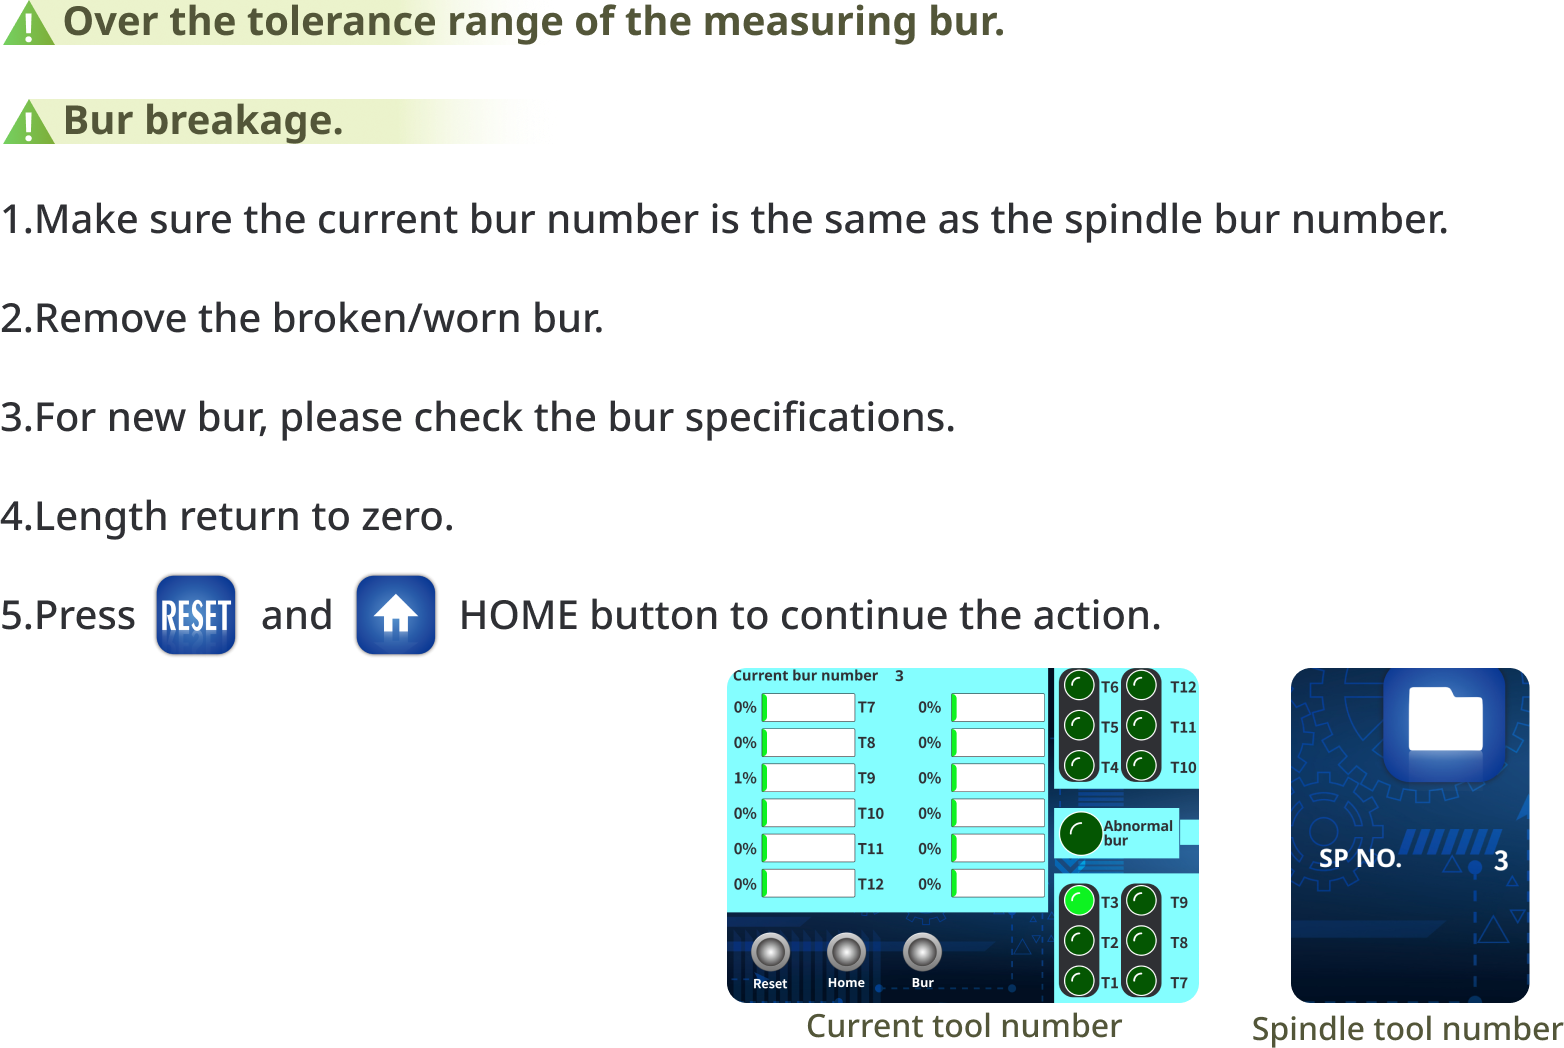 Over the tolerance range of the measuring bur.
Bur breakage.
1.Make sure the current bur number is the same as the spindle bur number.
2.Remove the broken/worn bur.
3.For new bur, please check the bur specifications.
4.Length return to zero.
5.Press RESET and HOME button to continue the action.
Current bur number 3
0% T7 0%
0% T8 0%
1% T9 0%
0% T10 0%
0% T11 0%
0% T12 0%
Reset Home Bur
T6 T12
T5 T11
T4 T10
Abnormal
bur
T3 T9
T2 T8
T1 T7
SP NO. 3
Current tool number
Spindle tool number